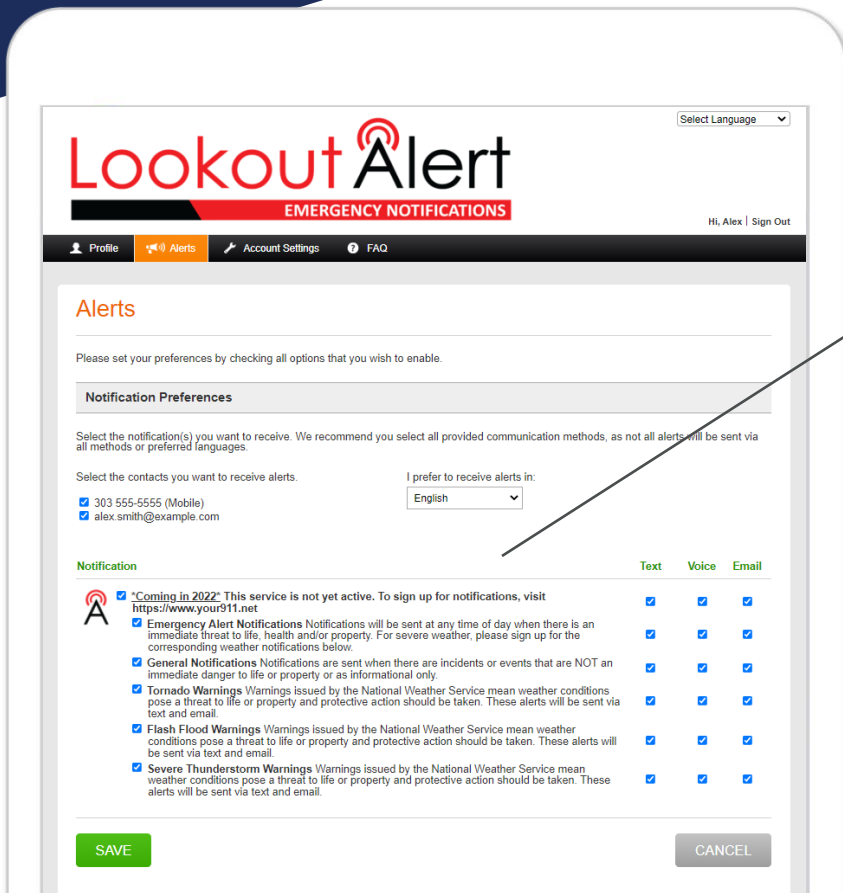 Select Language
Lookout Alert
EMERGENCY NOTIFICATIONS
Hi, Alex | Sign Out
Profile Alerts Account Settings FAQ
Alerts
Please set your preferences by checking all options that you wish to enable.
Notification Preferences
Select the notification(s) you want to receive. We recommend you select all provided communication methods, as not all alerts will be sent via
all methods or preferred languages.
Select the contacts you want to receive alerts. I prefer to receive alerts in:
English
303 555-5555 (Mobile)
alex.smith@example.com
Notification Text Voice Email
*Coming in 2022* This service is not yet active. To sign up for notifications, visit
https://www.your911.net
Emergency Alert Notifications Notifications will be sent at any time of day when there is an
immediate threat to life, health and/or property. For severe weather, please sign up for the
corresponding weather notifications below.
General Notifications Notifications are sent when there are incidents or events that are NOT an
immediate danger to life or property or as informational only.
Tornado Warnings Warnings issued by the National Weather Service mean weather conditions
pose a threat to life or property and protective action should be taken. These alerts will be sent via
text and email.
Flash Flood Warnings Warnings issued by the National Weather Service mean weather
conditions pose a threat to life or property and protective action should be taken. These alerts will
be sent via text and email.
Severe Thunderstorm Warnings Warnings issued by the National Weather Service mean
weather conditions pose a threat to life or property and protective action should be taken. These
alerts will be sent via text and email.
SAVE CANCEL